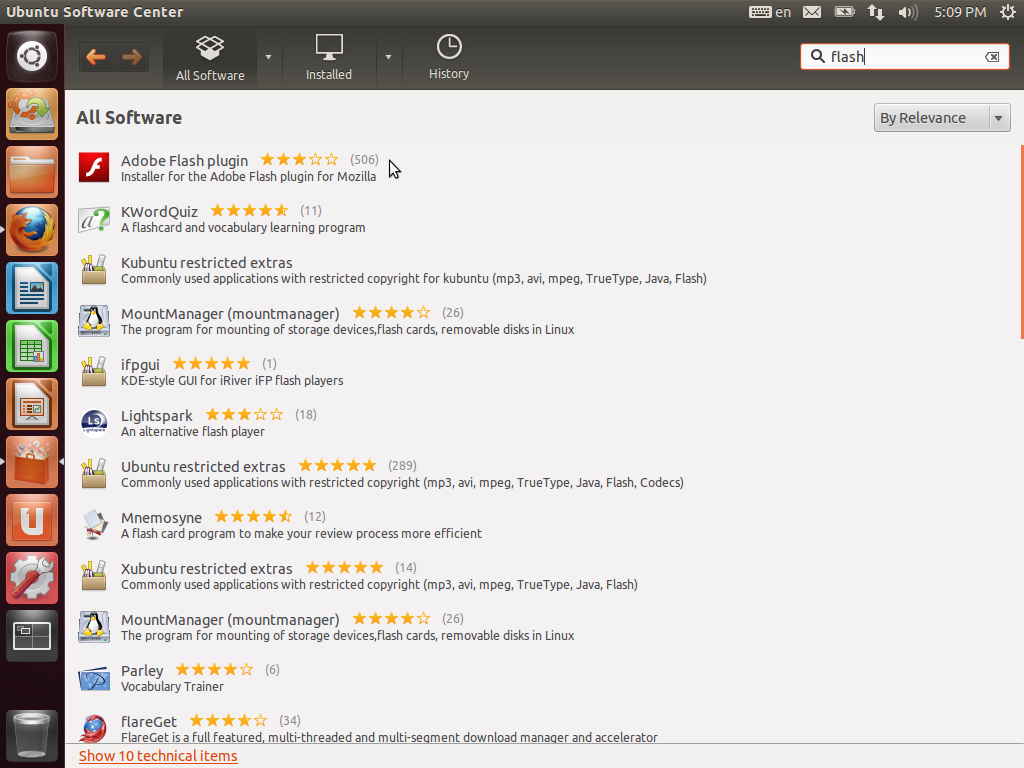 Ubuntu Software Center
en
5:09 PM
All Software
Installed
History
flash
All Software
By Relevance
Adobe Flash plugin (506)
Installer for the Adobe Flash plugin for Mozilla
KWordQuiz (11)
A flashcard and vocabulary learning program
Kubuntu restricted extras
Commonly used applications with restricted copyright for kubuntu (mp3, avi, mpeg, TrueType, Java, Flash)
MountManager (mountmanager) (26)
The program for mounting of storage devices,flash cards, removable disks in Linux
ifpgui (1)
KDE-style GUI for iRiver iFP flash players
Lightspark (18)
An alternative flash player
Ubuntu restricted extras (289)
Commonly used applications with restricted copyright (mp3, avi, mpeg, TrueType, Java, Flash, Codecs)
Mnemosyne (12)
A flash card program to make your review process more efficient
Xubuntu restricted extras (14)
Commonly used applications with restricted copyright (mp3, avi, mpeg, TrueType, Java, Flash)
MountManager (mountmanager) (26)
The program for mounting of storage devices,flash cards, removable disks in Linux
Parley (6)
Vocabulary Trainer
flareGet (34)
FlareGet is a full featured, multi-threaded and multi-segment download manager and accelerator
Show 10 technical items